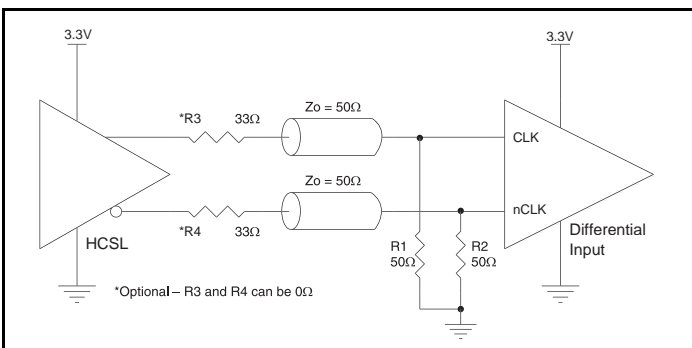 3.3V
3.3V
*R3 33Ω
Zo = 50Ω
CLK
Zo = 50Ω
nCLK
*R4 33Ω
HCSL
R1
50Ω
R2
50Ω
Differential
Input
*Optional – R3 and R4 can be 0Ω